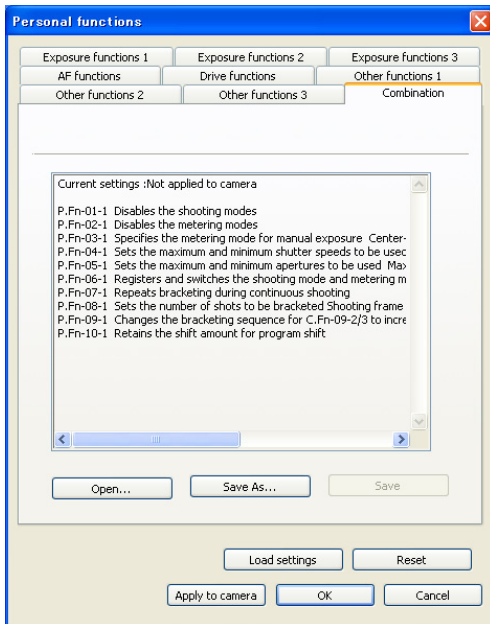 Personal functions
Exposure functions 1 Exposure functions 2 Exposure functions 3
AF functions Drive functions Other functions 1
Other functions 2 Other functions 3 Combination
Current settings :Not applied to camera
P.Fn-01-1 Disables the shooting modes
P.Fn-02-1 Disables the metering modes
P.Fn-03-1 Specifies the metering mode for manual exposure Center-
P.Fn-04-1 Sets the maximum and minimum shutter speeds to be used
P.Fn-05-1 Sets the maximum and minimum apertures to be used Max
P.Fn-06-1 Registers and switches the shooting mode and metering m
P.Fn-07-1 Repeats bracketing during continuous shooting
P.Fn-08-1 Sets the number of shots to be bracketed Shooting frame
P.Fn-09-1 Changes the bracketing sequence for C.Fn-09-2/3 to incre
P.Fn-10-1 Retains the shift amount for program shift
Open... Save As... Save
Load settings Reset
Apply to camera OK Cancel